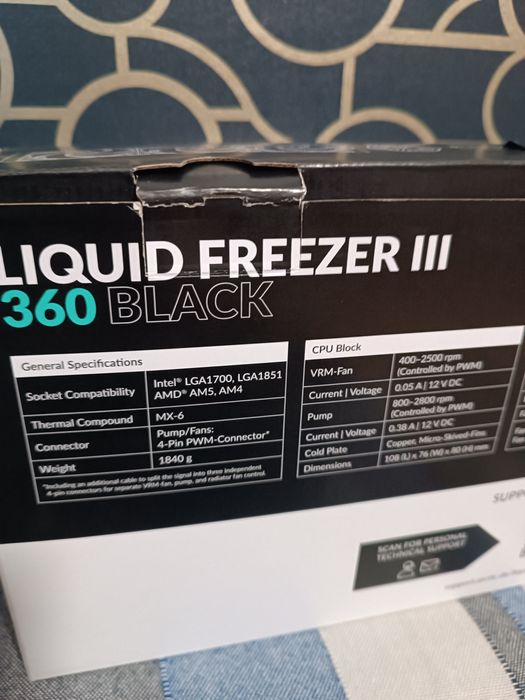 LIQUID FREEZER III
360 BLACK
General Specifications
Socket Compatibility
Intel® LGA1700, LGA1851
AMD® AM5, AM4
Thermal Compound
MX-6
Connector
Pump/Fans:
4-Pin PWM-Connector*
Weight
1840 g
*Including an additional cable to split the signal into three independent
4-pin connectors for separate VRM-fan, pump, and radiator fan control.
CPU Block
VRM-Fan
400–2500 rpm
(Controlled by PWM)
Current | Voltage
0.05 A | 12 V DC
Pump
800–2800 rpm
(Controlled by PWM)
Current | Voltage
0.38 A | 12 V DC
Cold Plate
Copper, Micro-Skived-Fins
Dimensions
108 (L) x 76 (W) x 80 (H) mm
SUPP
SCAN FOR PERSONAL
TECHNICAL SUPPORT